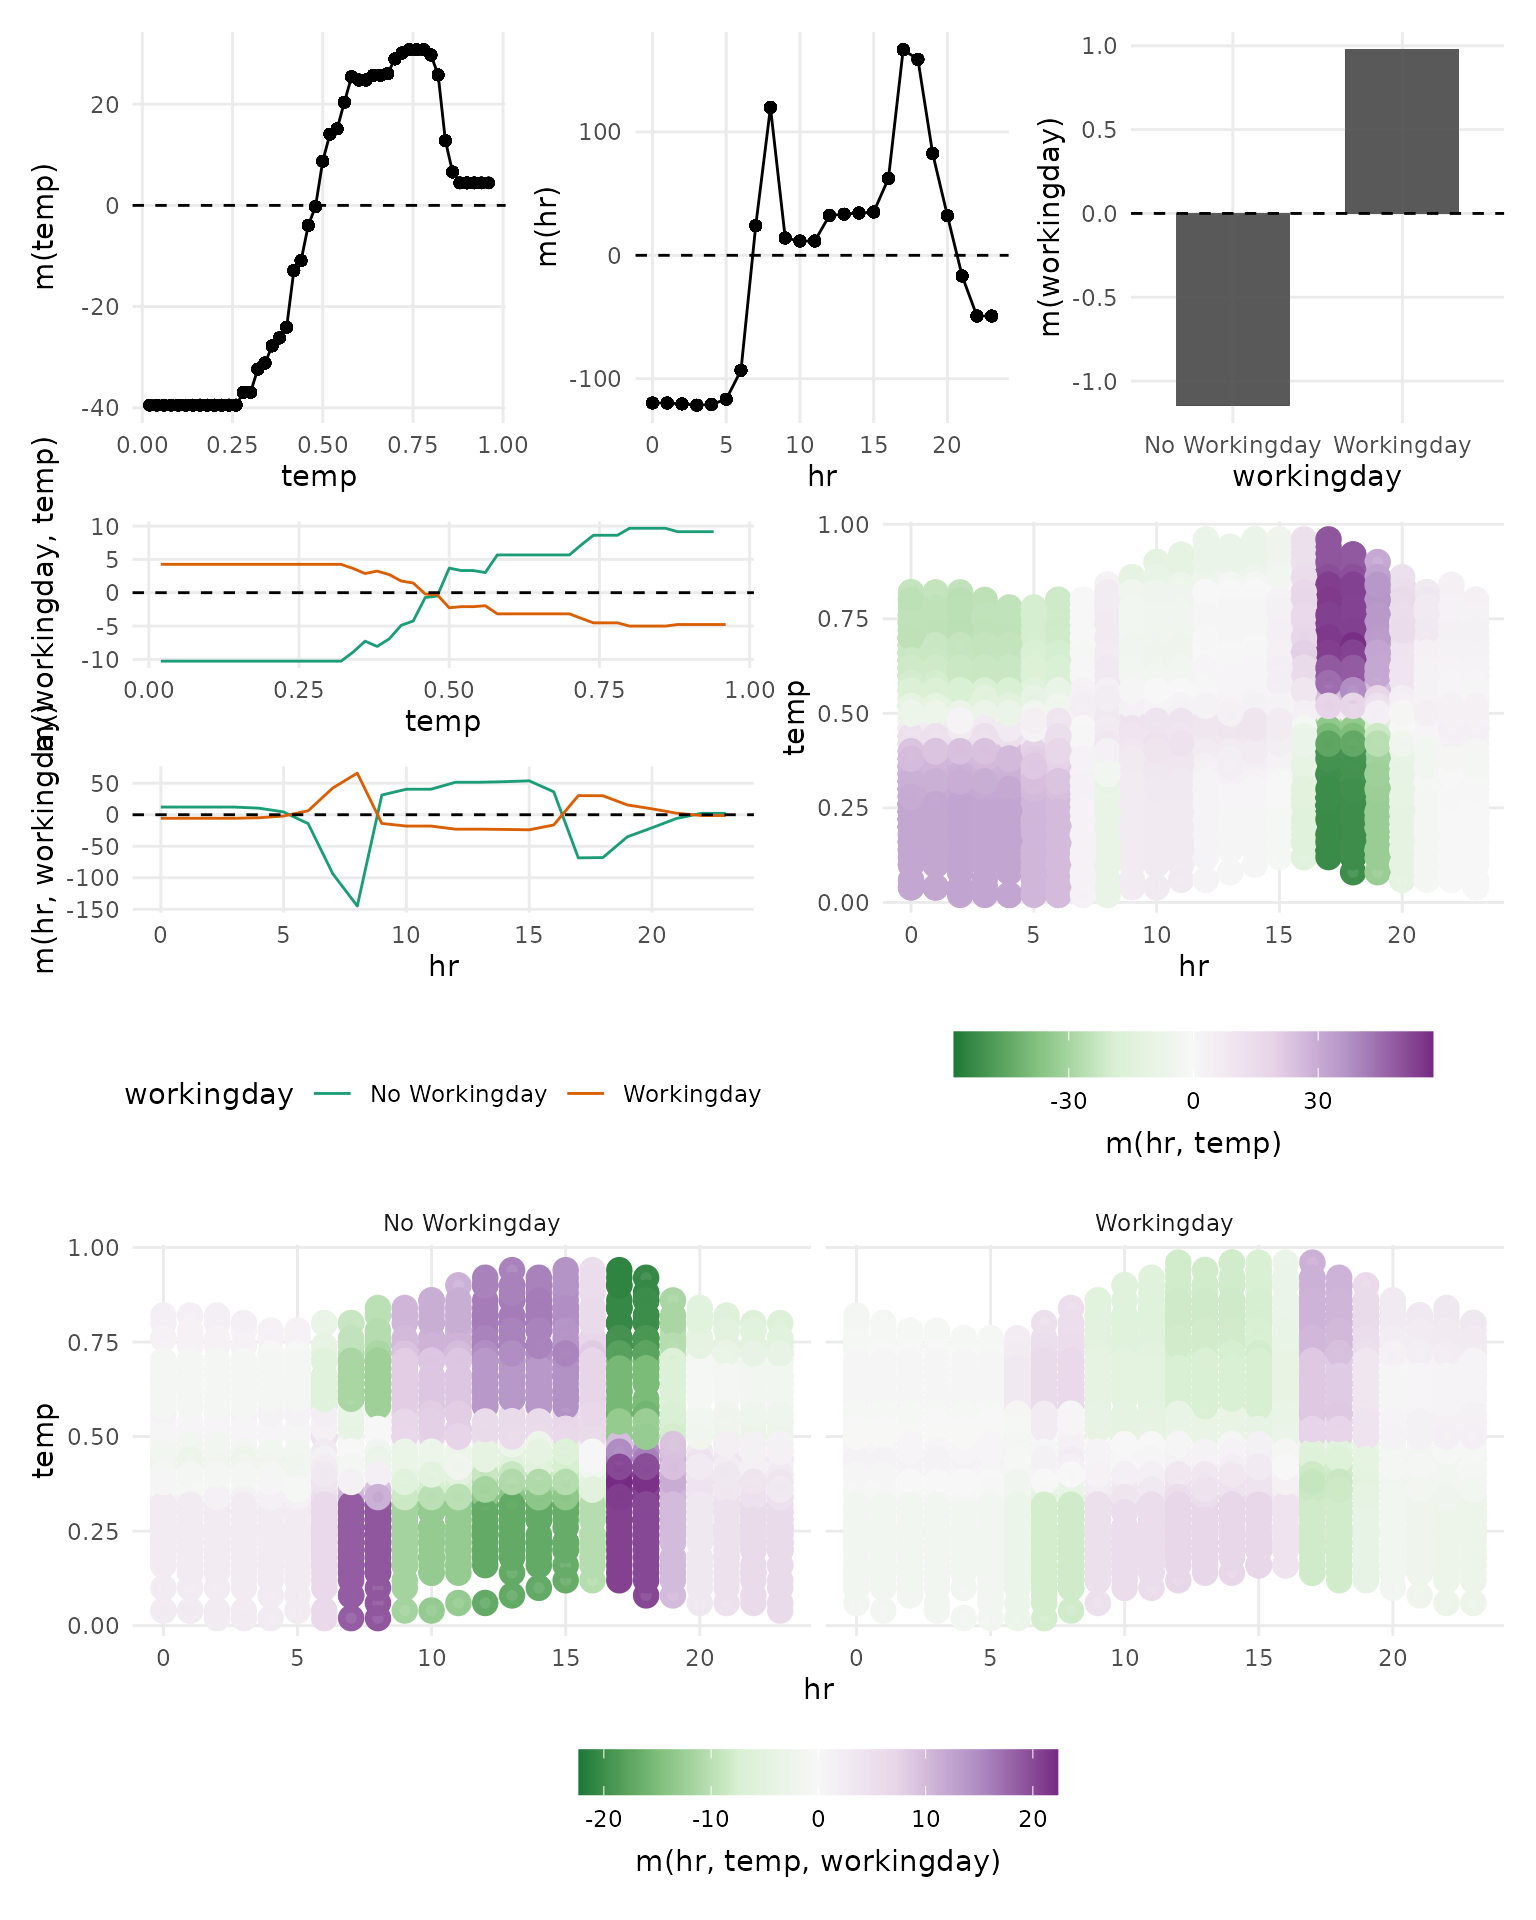 m(temp)
20
0
-20
-40
0.00 0.25 0.50 0.75 1.00
temp
m(hr)
100
0
-100
0 5 10 15 20
hr
m(workingday)
1.0
0.5
0.0
-0.5
-1.0
No Workingday Workingday
workingday
m(workingday, temp)
10
5
0
-5
-10
0.00 0.25 0.50 0.75 1.00
temp
m(hr, workingday)
50
0
-50
-100
-150
0 5 10 15 20
hr
workingday No Workingday Workingday
temp
1.00
0.75
0.50
0.25
0.00
0 5 10 15 20
hr
-30 0 30
m(hr, temp)
No Workingday Workingday
temp
1.00
0.75
0.50
0.25
0.00
0 5 10 15 20 0 5 10 15 20
hr
-20 -10 0 10 20
m(hr, temp, workingday)